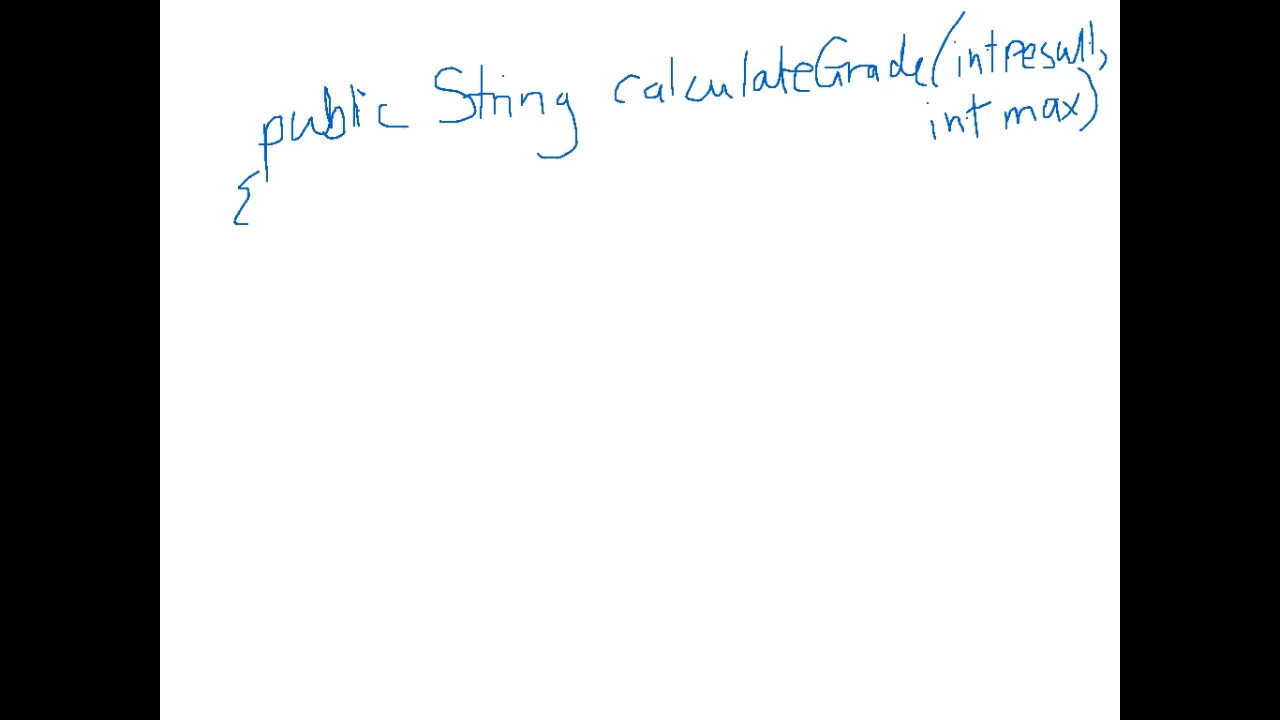 public String calculateGrade(int result,
int max)
{